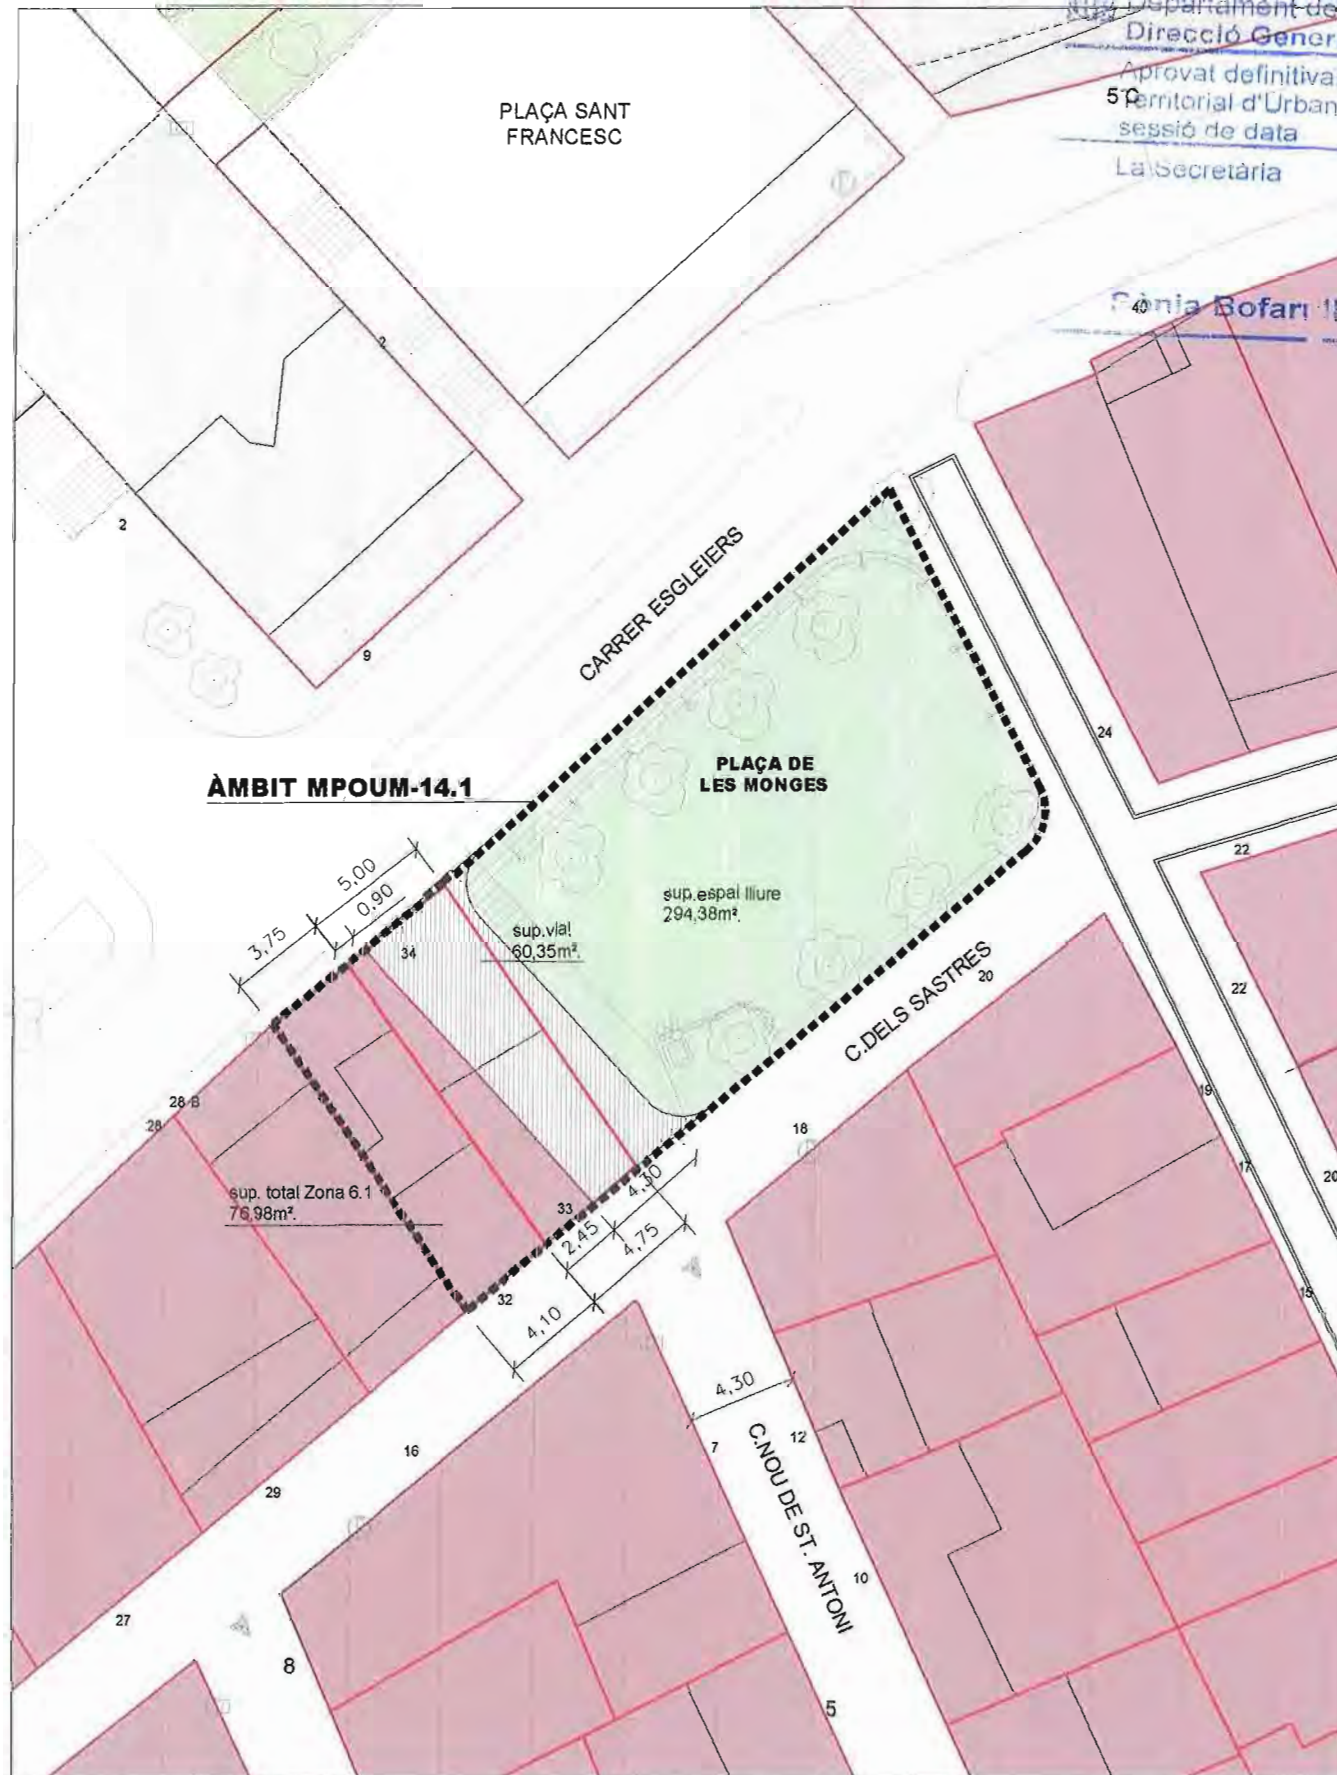 Departament de
Direcció Gener
Aprovat definitiva
Territorial d'Urban
sessió de data
La Secretària
PLAÇA SANT
FRANCESC
5
40
2
2
9
CARRER ESGLEIERS
24
ÀMBIT MPOUM-14.1
PLAÇA DE
LES MONGES
22
5,00
0,90
3,75
34
sup.vial
60,35m².
sup.espai lliure
294,38m².
C.DELS SASTRES
20
22
28 B
28
18
19
17
20
sup. total Zona 6.1
76,98m².
33
4,30
2,45
4,75
32
4,10
15
4,30
16
7
12
C.NOU DE ST. ANTONI
29
10
27
8
5